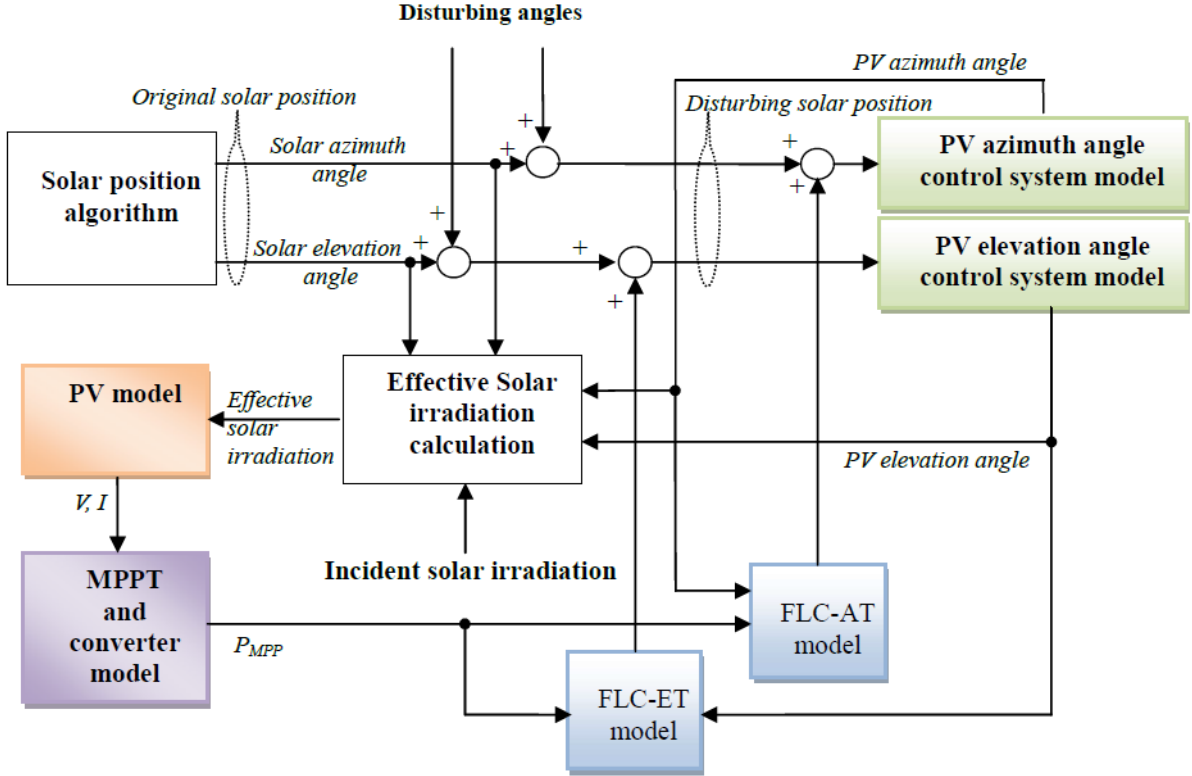 Disturbing angles
PV azimuth angle
Original solar position
Disturbing solar position
+
+
+
Solar azimuth
angle
+
Solar position
algorithm
PV azimuth angle
control system model
+
+
+
+
Solar elevation
angle
PV elevation angle
control system model
+
Effective Solar
irradiation
calculation
PV model
Effective
solar
irradiation
PV elevation angle
V, I
Incident solar irradiation
MPPT
and
converter
model
FLC-AT
model
PMPP
FLC-ET
model